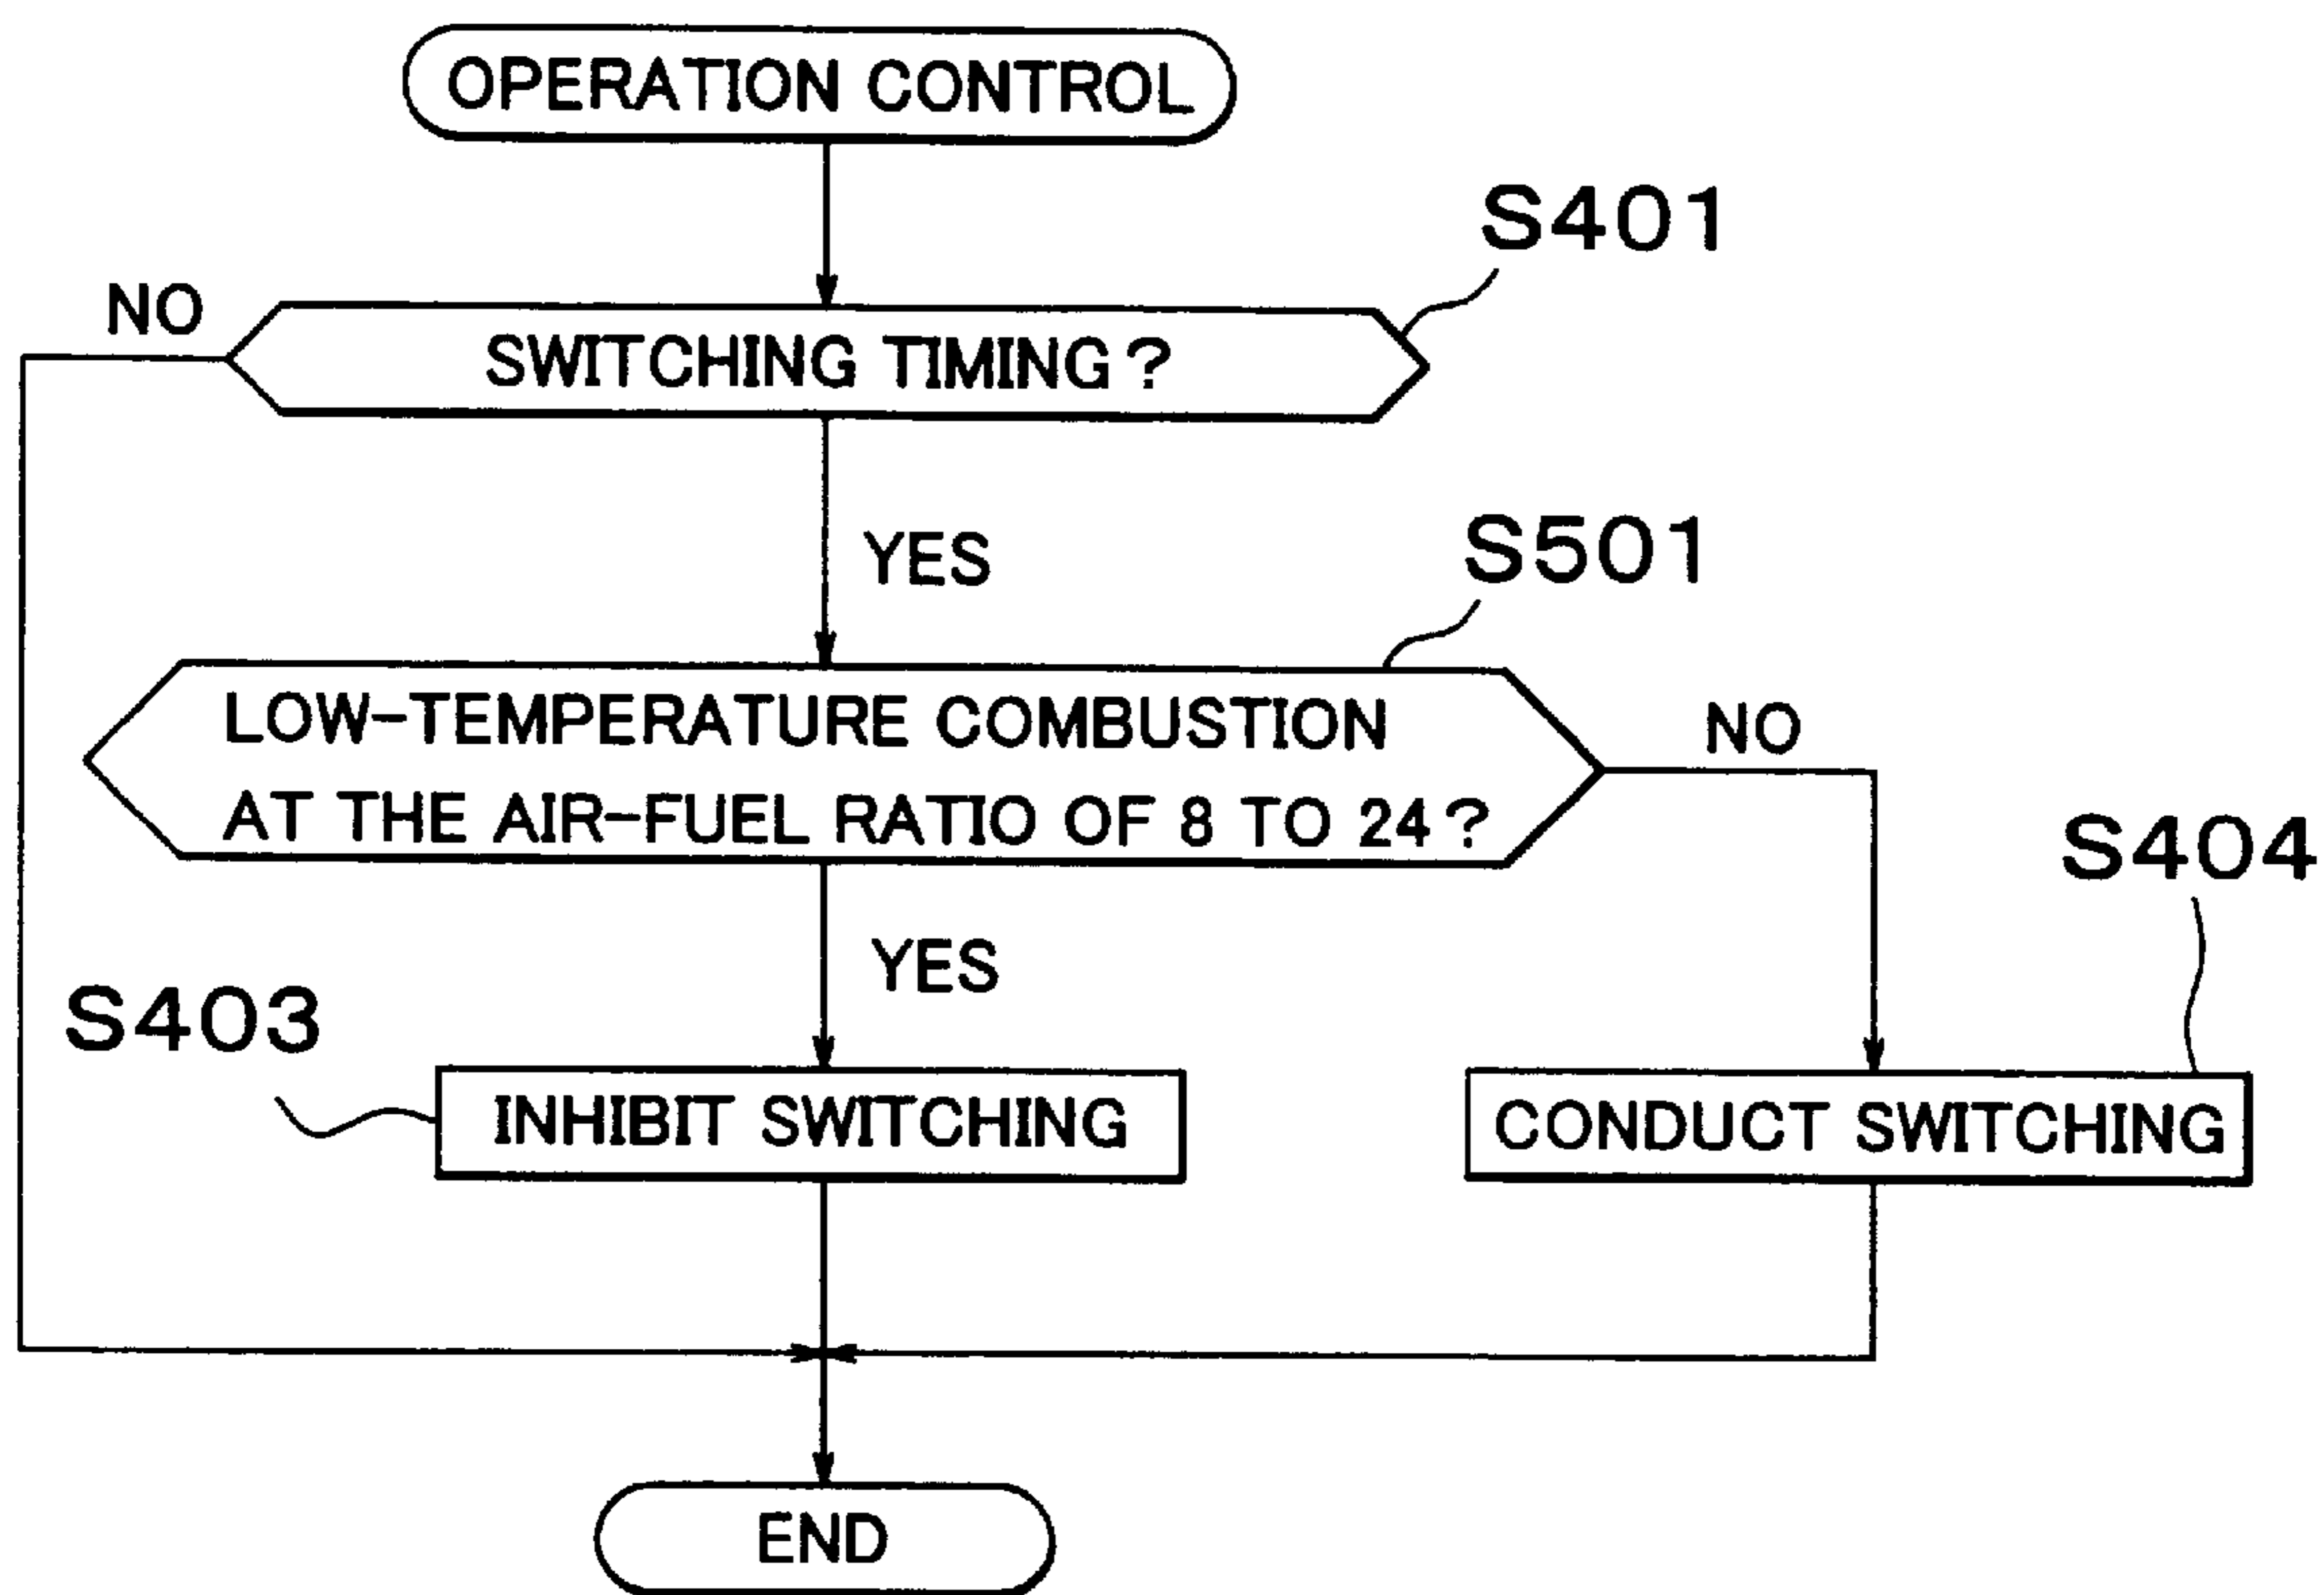 OPERATION CONTROL
S401
NO
SWITCHING TIMING?
YES
S501
LOW-TEMPERATURE COMBUSTION
AT THE AIR-FUEL RATIO OF 8 TO 24?
NO
S404
YES
S403
INHIBIT SWITCHING
CONDUCT SWITCHING
END